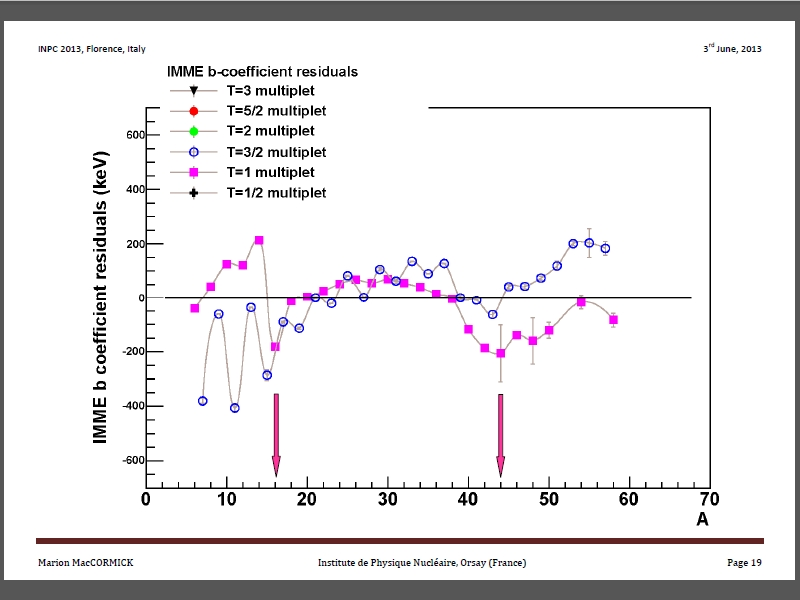 INPC 2013, Florence, Italy
3rd June, 2013
IMME b-coefficient residuals
T=3 multiplet
T=5/2 multiplet
T=2 multiplet
T=3/2 multiplet
T=1 multiplet
T=1/2 multiplet
IMME b coefficient residuals (keV)
600
400
200
0
-200
-400
-600
0 10 20 30 40 50 60 70
A
Marion MacCORMICK
Institute de Physique Nucléaire, Orsay (France)
Page 19